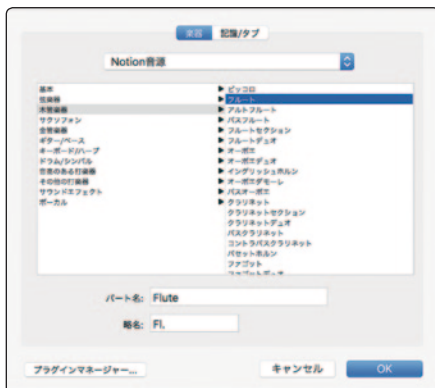 楽器 記譜/タブ
Notion音源
基本
弦楽器
木管楽器
サクソフォン
金管楽器
ギター/ベース
キーボード/ハープ
ドラム/シンバル
音高のある打楽器
その他の打楽器
サウンドエフェクト
ボーカル
ピッコロ
フルート
アルトフルート
バスフルート
フルートセクション
フルートデュオ
オーボエ
オーボエデュオ
イングリッシュホルン
オーボエダモーレ
バスオーボエ
クラリネット
クラリネットセクション
クラリネットデュオ
バスクラリネット
コントラバスクラリネット
バセットホルン
ファゴット
ファゴットデュオ
パート名: Flute
略名: Fl.
プラグインマネージャー... キャンセル OK